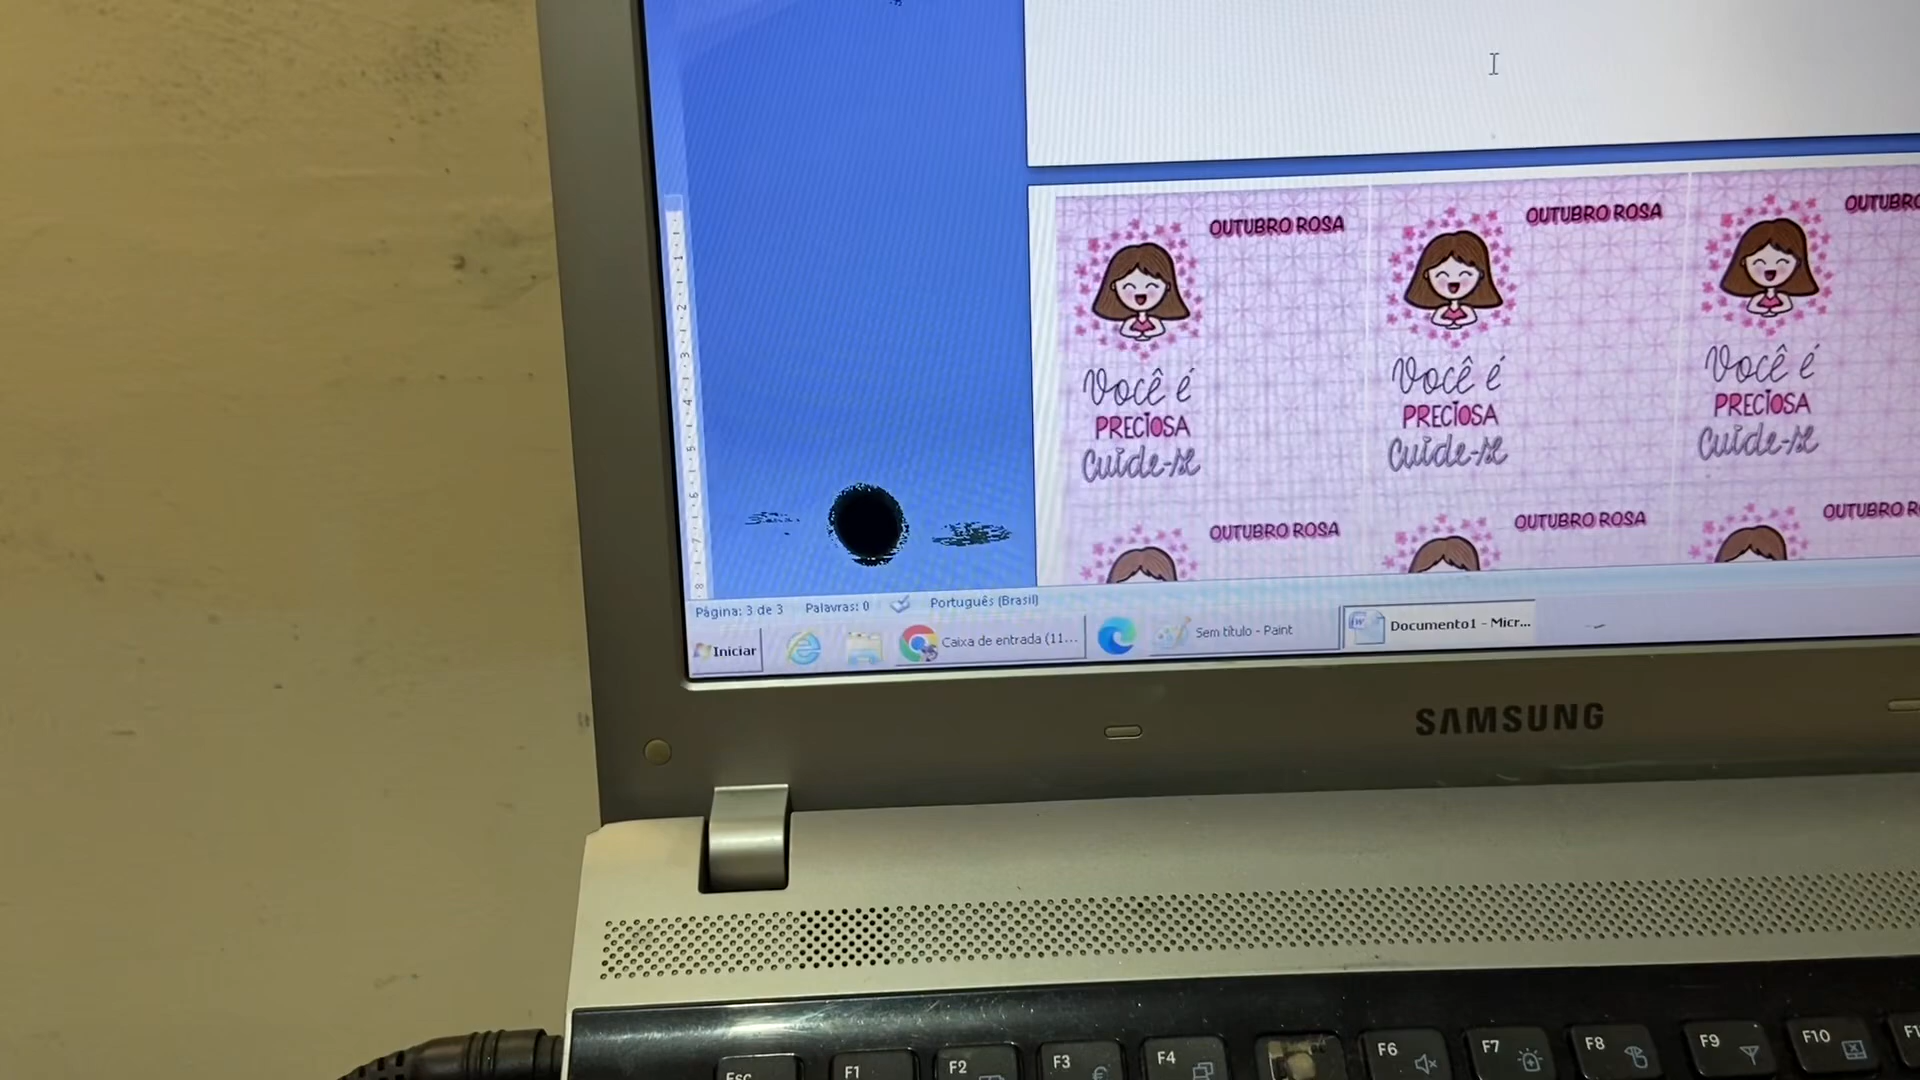 OUTUBRO ROSA
OUTUBRO ROSA
Você é
PRECIOSA
Cuide-se
Você é
PRECIOSA
Cuide-se
Você é
PRECIOSA
Cuide-se
OUTUBRO ROSA
OUTUBRO ROSA
Página: 3 de 3 Palavras: 0 Português (Brasil)
Iniciar Caixa de entrada (11... Sem título - Paint Documento1 - Micr...
SAMSUNG
Esc F1 F2 F3 F4 F6 F7 F8 F9 F10